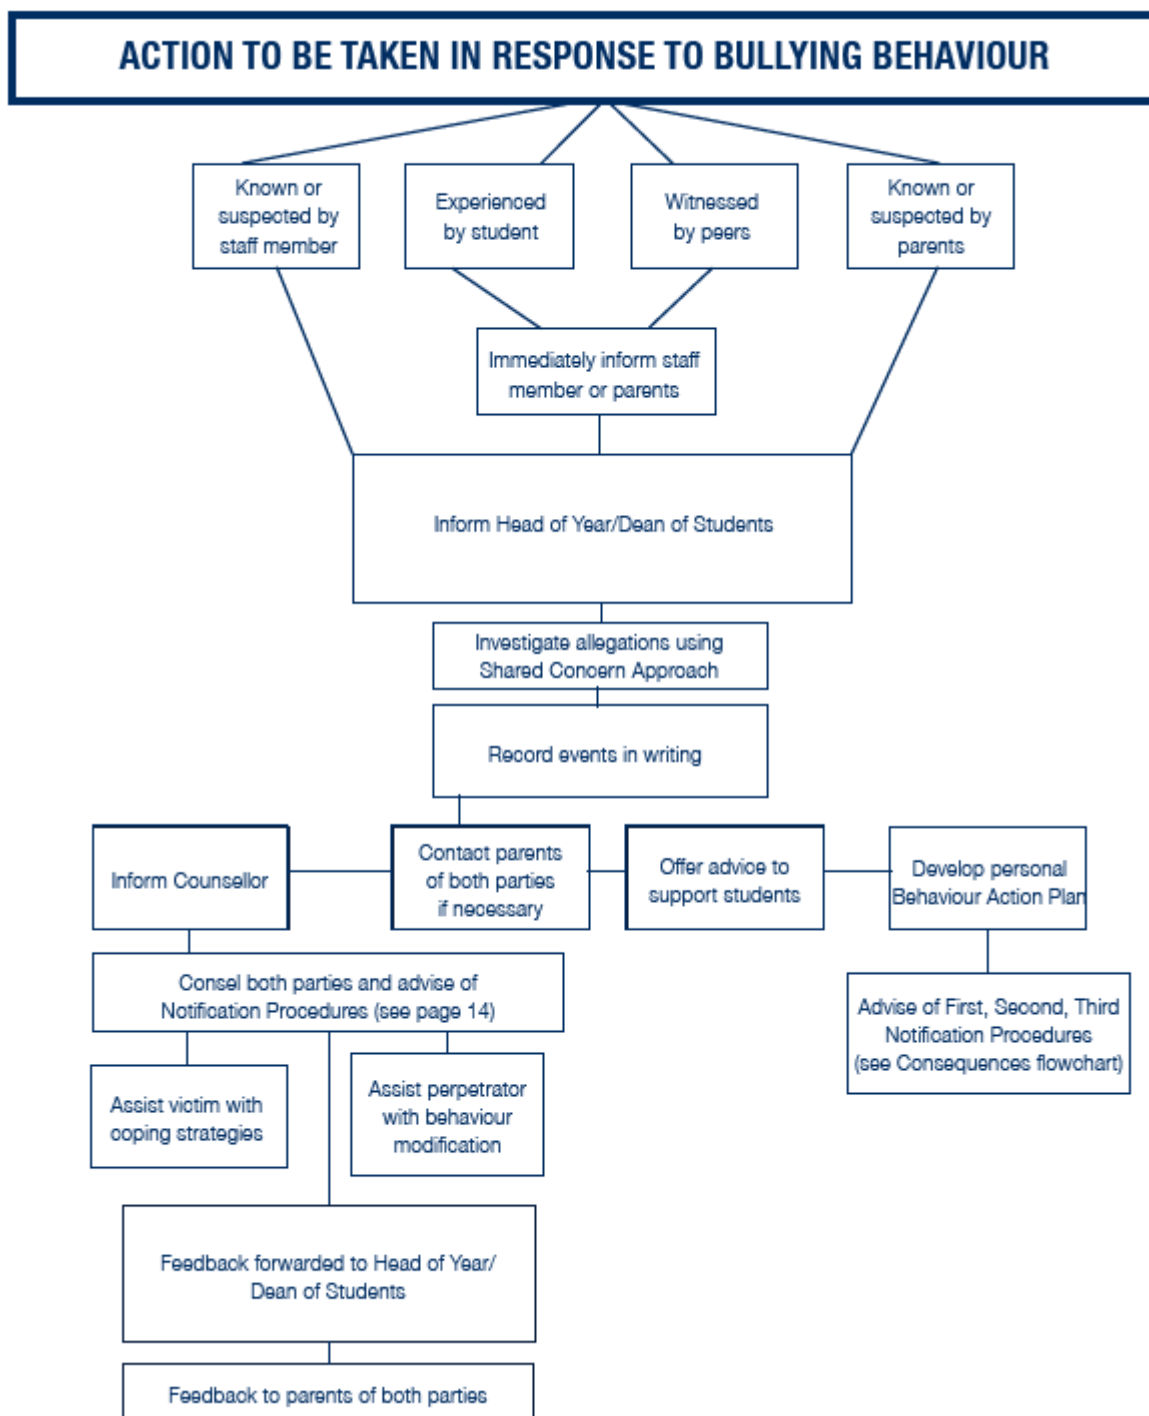 ACTION TO BE TAKEN IN RESPONSE TO BULLYING BEHAVIOUR
Known or
suspected by
staff member
Experienced
by student
Witnessed
by peers
Known or
suspected by
parents
Immediately inform staff
member or parents
Inform Head of Year/Dean of Students
Investigate allegations using
Shared Concern Approach
Record events in writing
Inform Counsellor
Contact parents
of both parties
if necessary
Offer advice to
support students
Develop personal
Behaviour Action Plan
Consel both parties and advise of
Notification Procedures (see page 14)
Advise of First, Second, Third
Notification Procedures
(see Consequences flowchart)
Assist victim with
coping strategies
Assist perpetrator
with behaviour
modification
Feedback forwarded to Head of Year/
Dean of Students
Feedback to parents of both parties